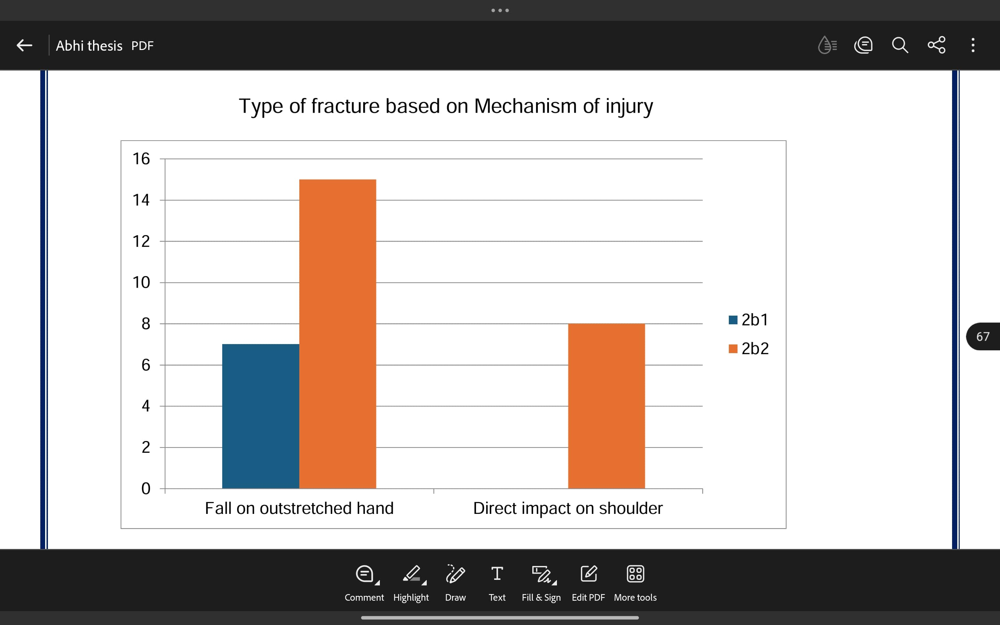 Abhi thesis PDF
Type of fracture based on Mechanism of injury
16
14
12
10
8
6
4
2
0
2b1
2b2
Fall on outstretched hand
Direct impact on shoulder
67
Comment
Highlight
Draw
Text
Fill & Sign
Edit PDF
More tools